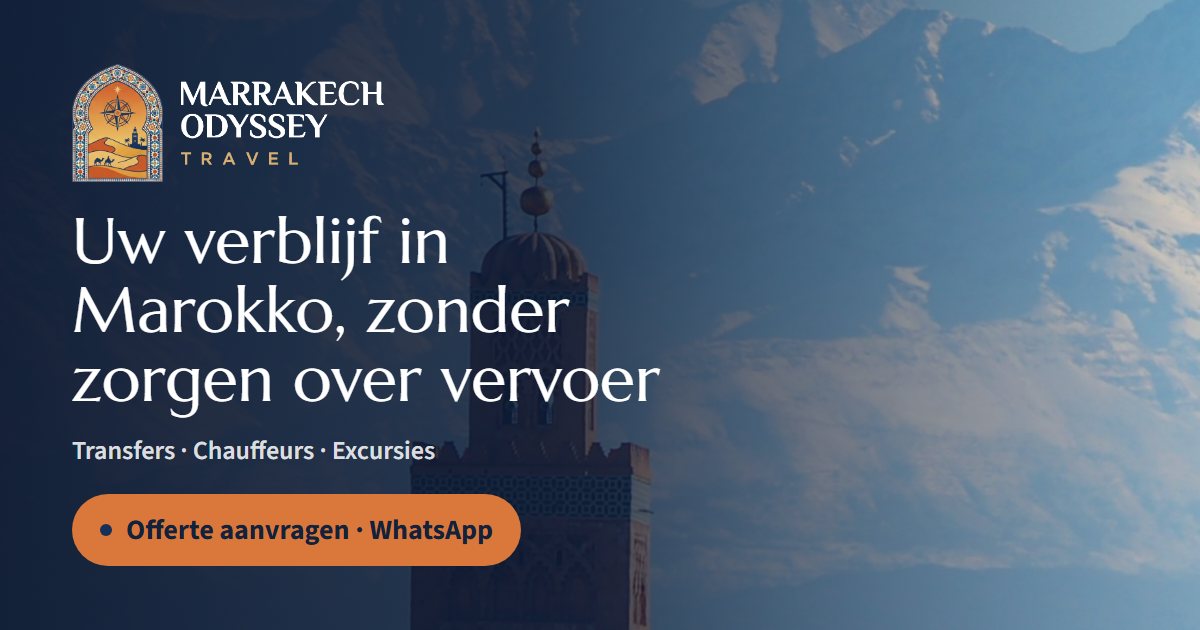 MARRAKECH
ODYSSEY
TRAVEL
Uw verblijf in
Marokko, zonder
zorgen over vervoer
Transfers · Chauffeurs · Excursies
Offerte aanvragen · WhatsApp